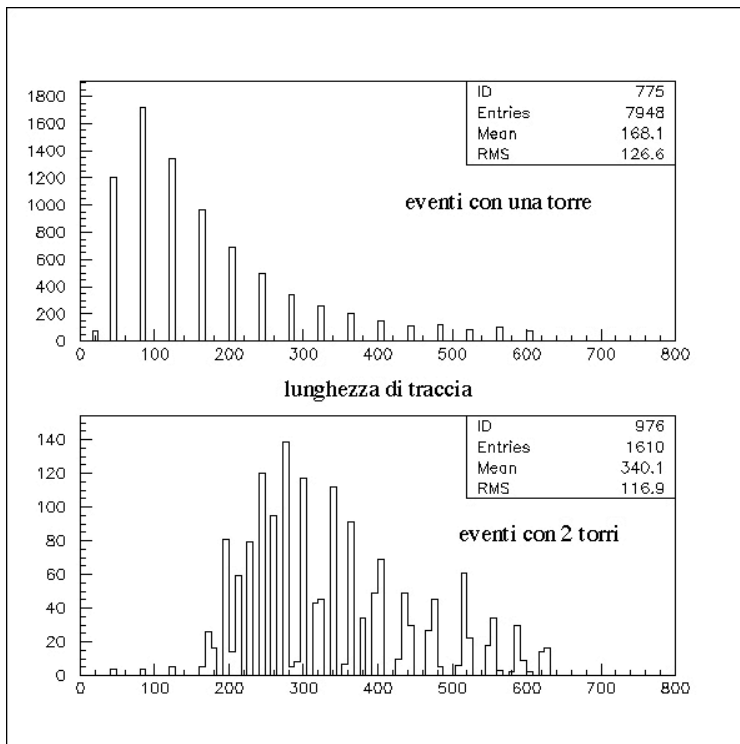 ID 775
Entries 7948
Mean 168.1
RMS 126.6
eventi con una torre
1800
1600
1400
1200
1000
800
600
400
200
0
0 100 200 300 400 500 600 700 800
lunghezza di traccia
ID 976
Entries 1610
Mean 340.1
RMS 116.9
eventi con 2 torri
140
120
100
80
60
40
20
0
0 100 200 300 400 500 600 700 800